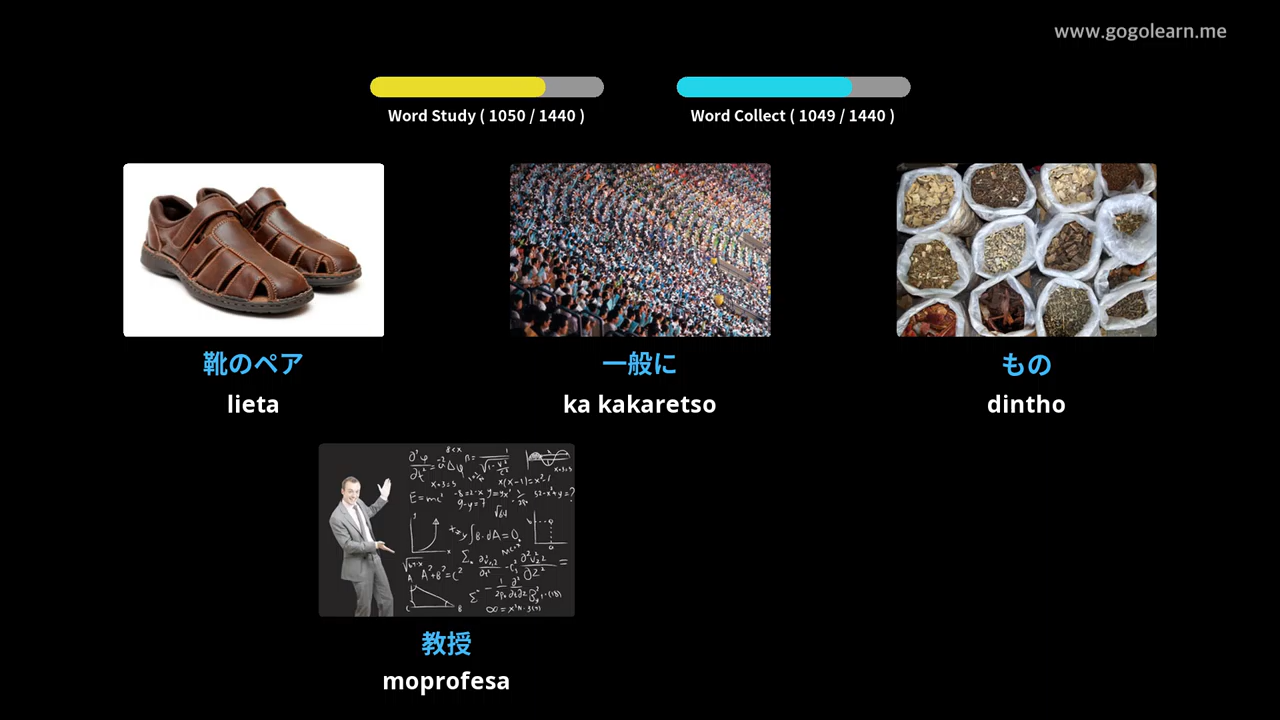 www.gogolearn.me
Word Study ( 1050 / 1440 )
Word Collect ( 1049 / 1440 )
靴のペア
lieta
一般に
ka kakaretso
もの
dintho
教授
moprofesa